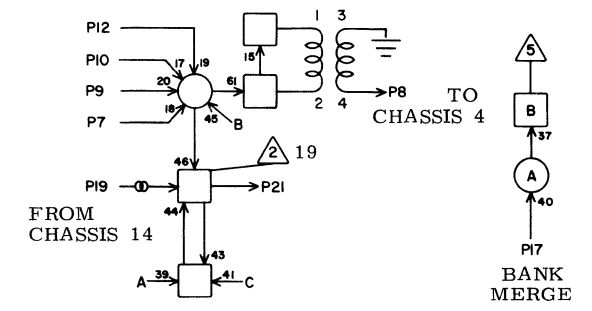 P12
1 3
P10
17 19
15
5
20
61
P9
18
45
B
2 4
P8
TO
CHASSIS 4
B
P7
37
46
2 19
A
P19
P21
44
40
FROM
CHASSIS 14
43
P17
A 39
41 C
BANK
MERGE